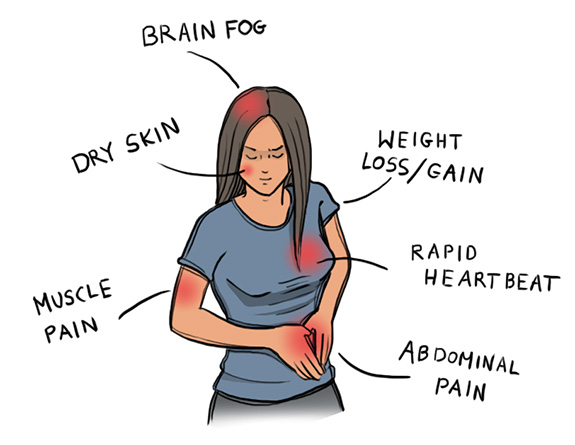 BRAIN FOG
DRY SKIN
WEIGHT
LOSS/GAIN
RAPID
HEARTBEAT
MUSCLE
PAIN
ABDOMINAL
PAIN